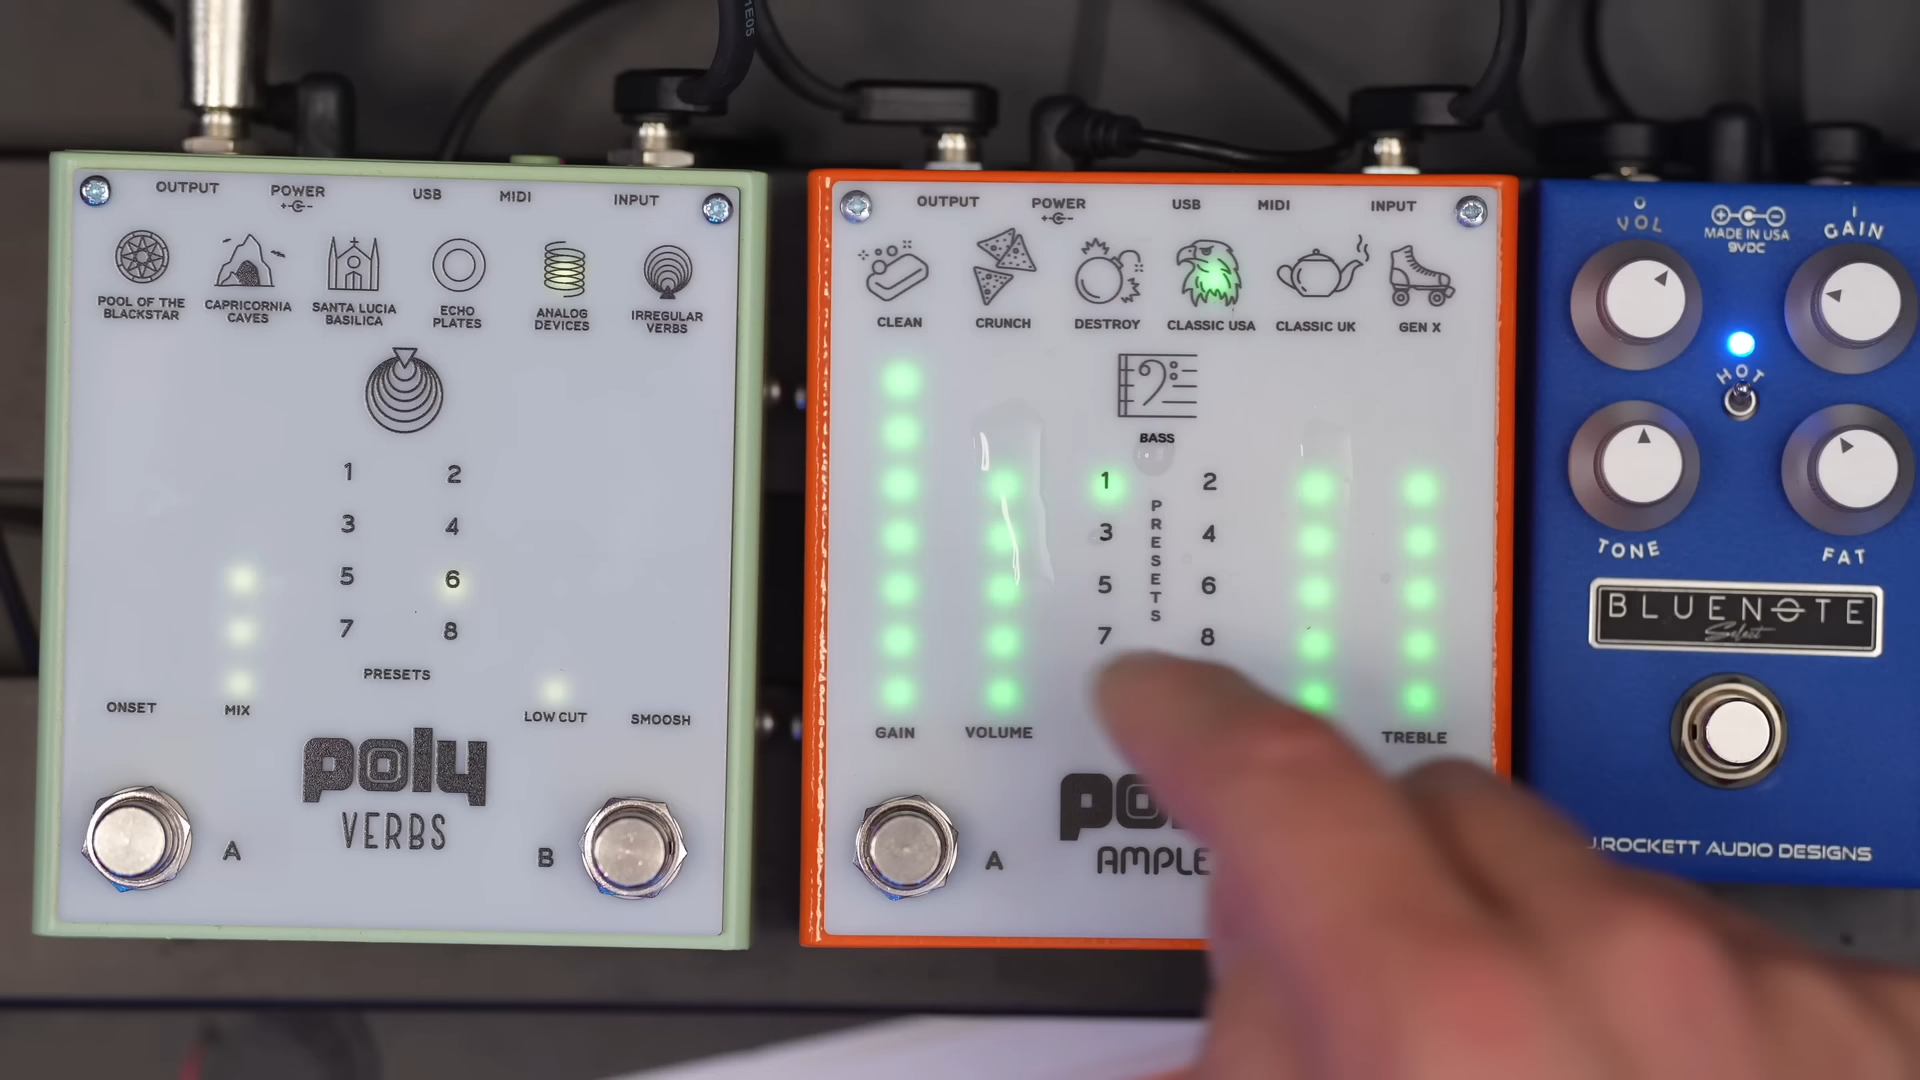 1E05
OUTPUT
POWER
USB
MIDI
INPUT
POOL OF THE
BLACKSTAR
CAPRICORNIA
CAVES
SANTA LUCIA
BASILICA
ECHO
PLATES
ANALOG
DEVICES
IRREGULAR
VERBS
1 2
3 4
5 6
7 8
PRESETS
ONSET
MIX
LOW CUT
SMOOSH
poly
VERBS
A
B
OUTPUT
POWER
USB
MIDI
INPUT
CLEAN
CRUNCH
DESTROY
CLASSIC USA
CLASSIC UK
GEN X
BASS
1 2
3 4
5 6
7 8
PRESETS
GAIN
VOLUME
TREBLE
po
AMPLE
A
VOL
MADE IN USA
9VDC
GAIN
HOT
TONE
FAT
BLUENOTE
Select
J.ROCKETT AUDIO DESIGNS